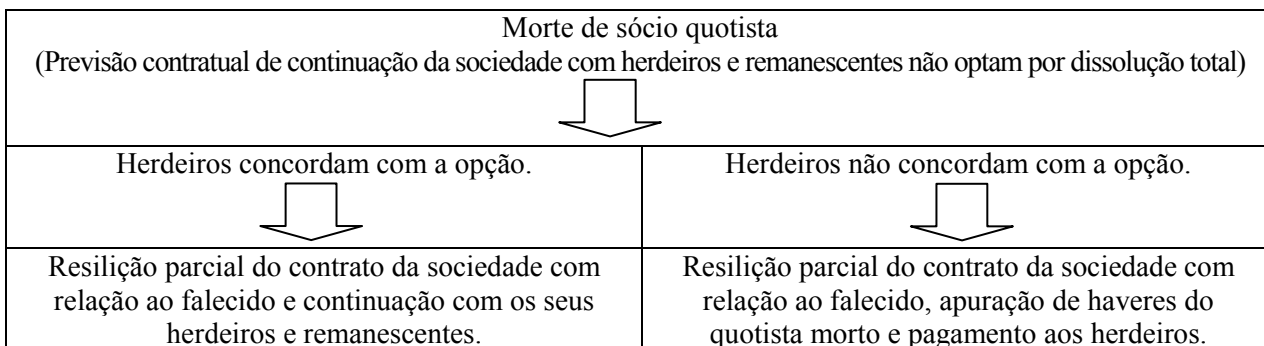 Morte de sócio quotista
(Previsão contratual de continuação da sociedade com herdeiros e remanescentes não optam por dissolução total)
Herdeiros concordam com a opção.
Resilição parcial do contrato da sociedade com
relação ao falecido e continuação com os seus
herdeiros e remanescentes.
Herdeiros não concordam com a opção.
Resilição parcial do contrato da sociedade com
relação ao falecido, apuração de haveres do
quotista morto e pagamento aos herdeiros.